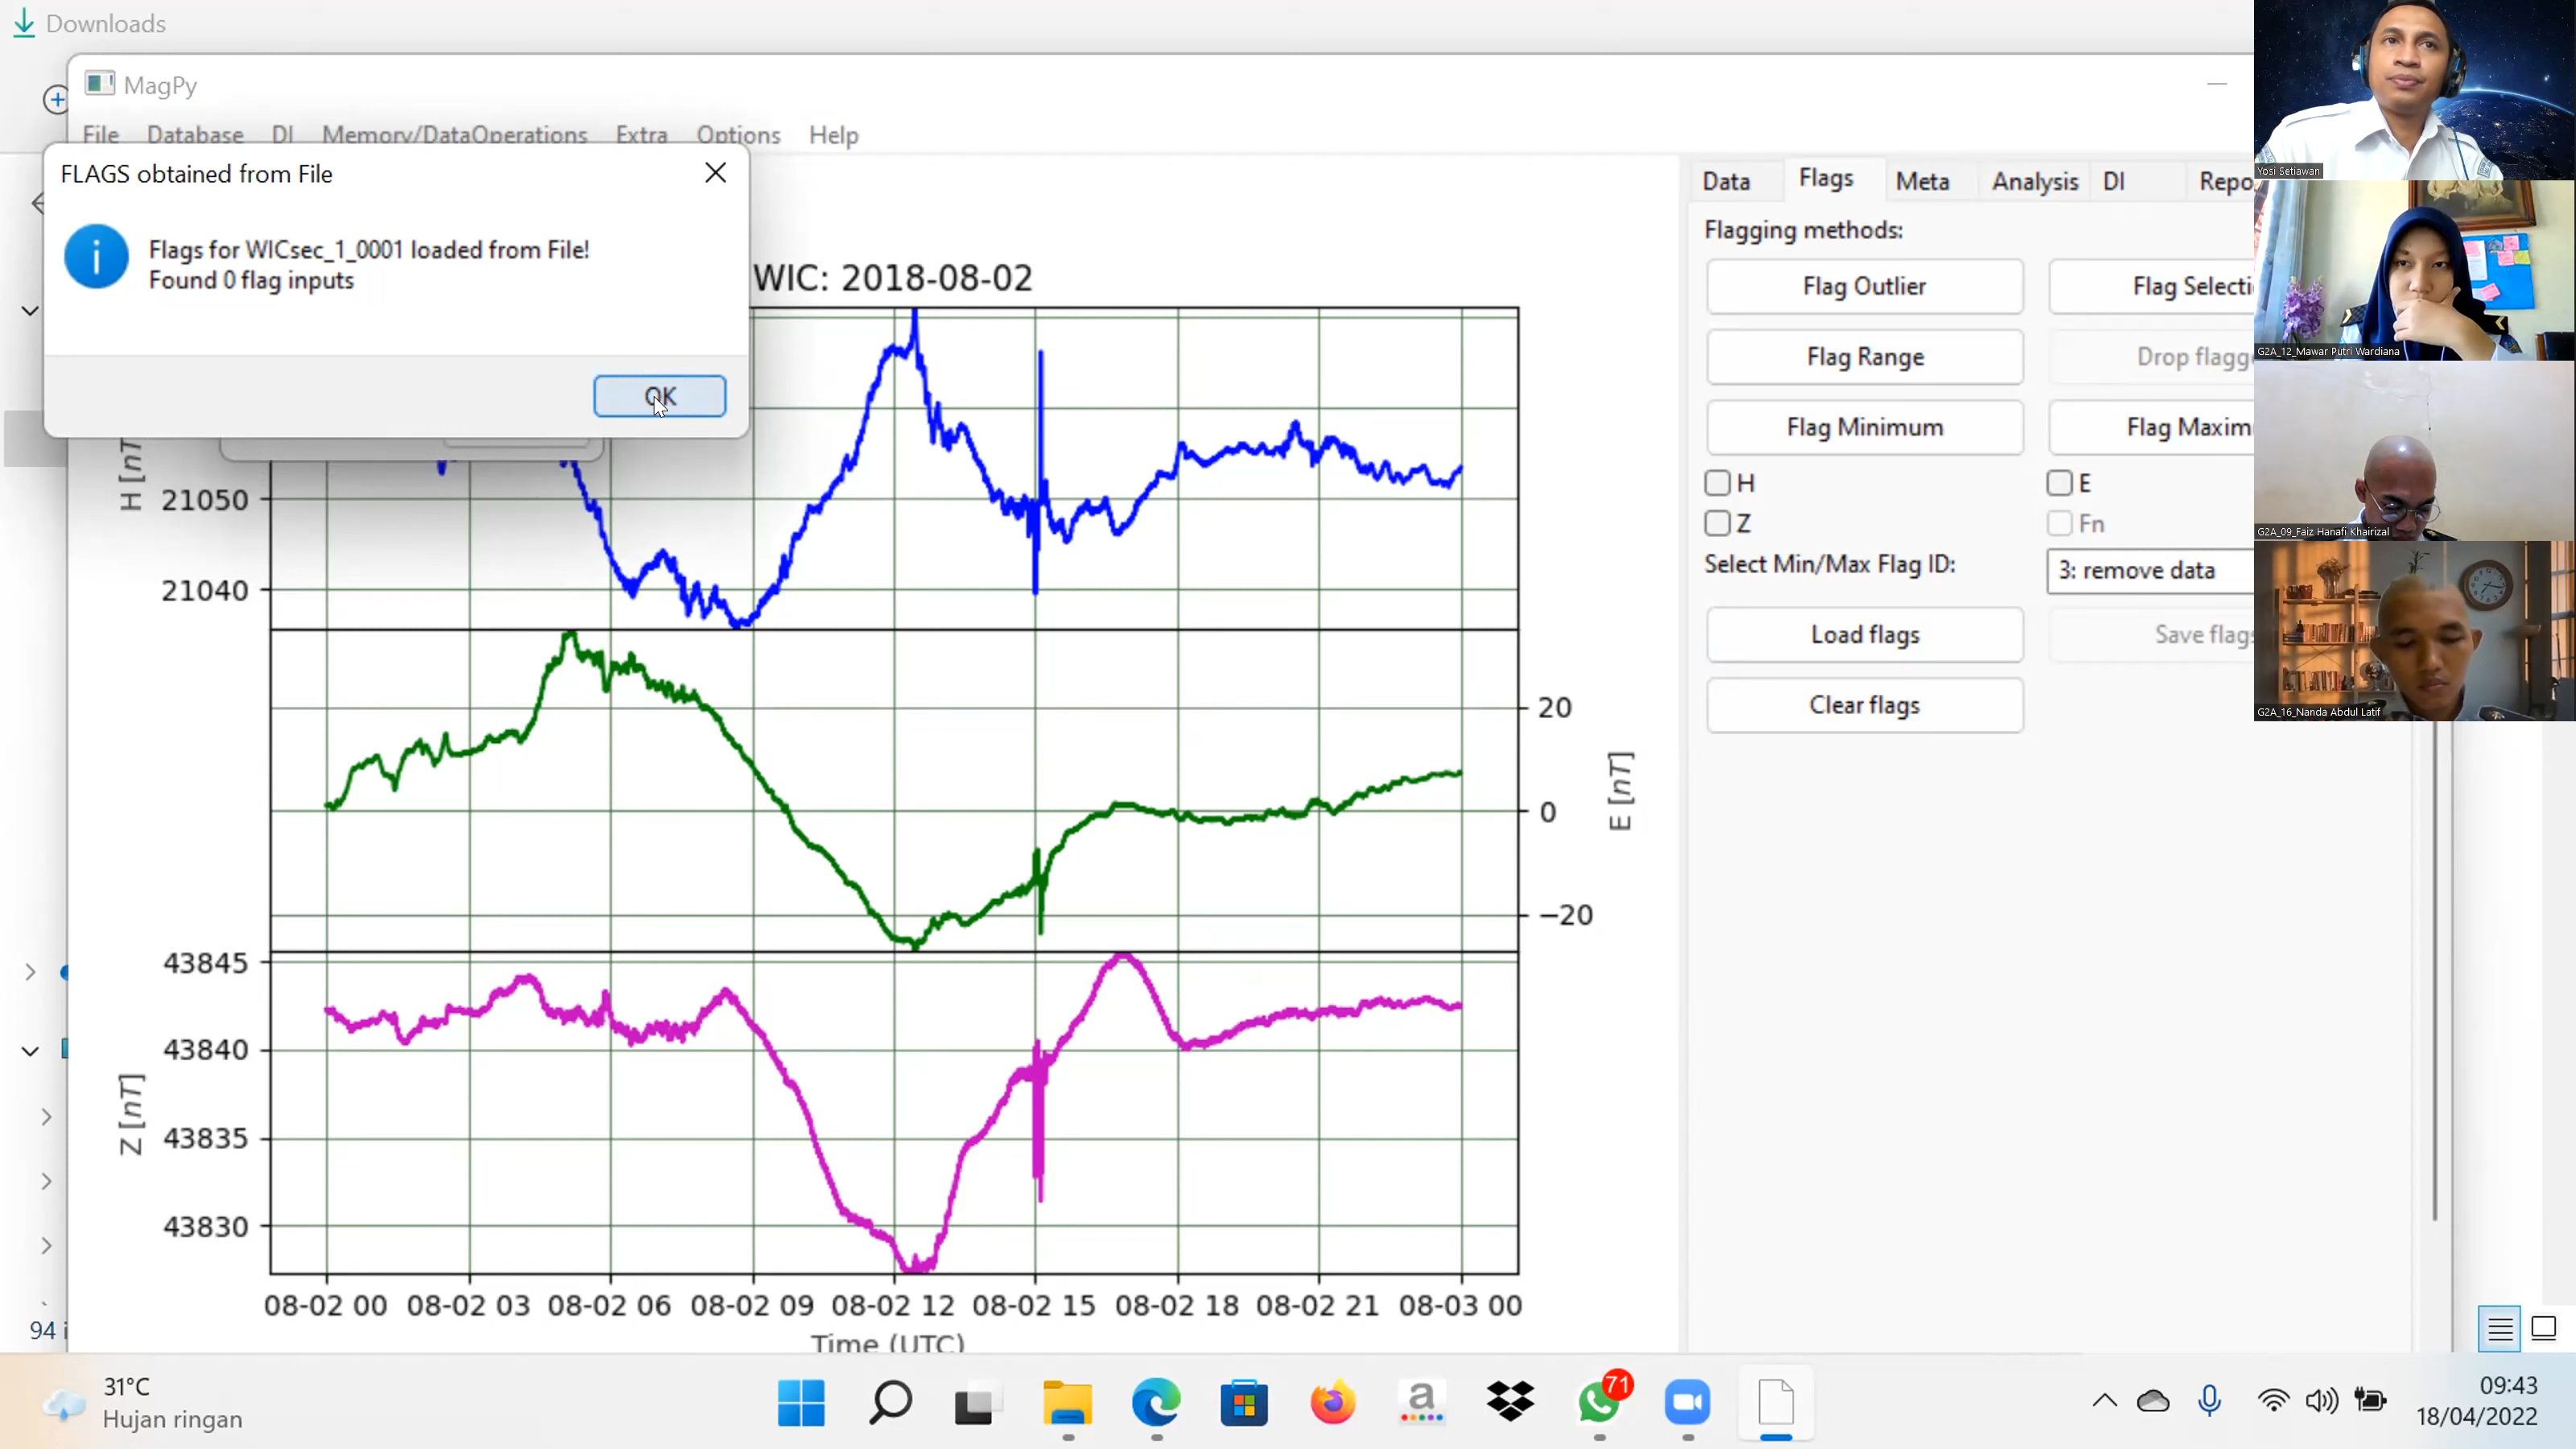 Downloads
MagPy
File Database DI Memory/DataOperations Extra Options Help
FLAGS obtained from File
Flags for WICsec_1_0001 loaded from File!
Found 0 flag inputs
OK
WIC: 2018-08-02
H [nT
21050
21040
20
0
−20
E [nT]
43845
43840
43835
43830
Z [nT]
08-02 00 08-02 03 08-02 06 08-02 09 08-02 12 08-02 15 08-02 18 08-02 21 08-03 00
Time (UTC)
Data Flags Meta Analysis DI Repo
Flagging methods:
Flag Outlier Flag Selecti
Flag Range Drop flagg
Flag Minimum Flag Maxim
H E
Z Fn
Select Min/Max Flag ID: 3: remove data
Load flags Save flags
Clear flags
Yosi Setiawan
G2A_12_Mawar Putri Wardiana
G2A_09_Faiz Hanafi Khairizal
G2A_16_Nanda Abdul Latif
94 i
31°C
Hujan ringan
a
71
09:43
18/04/2022